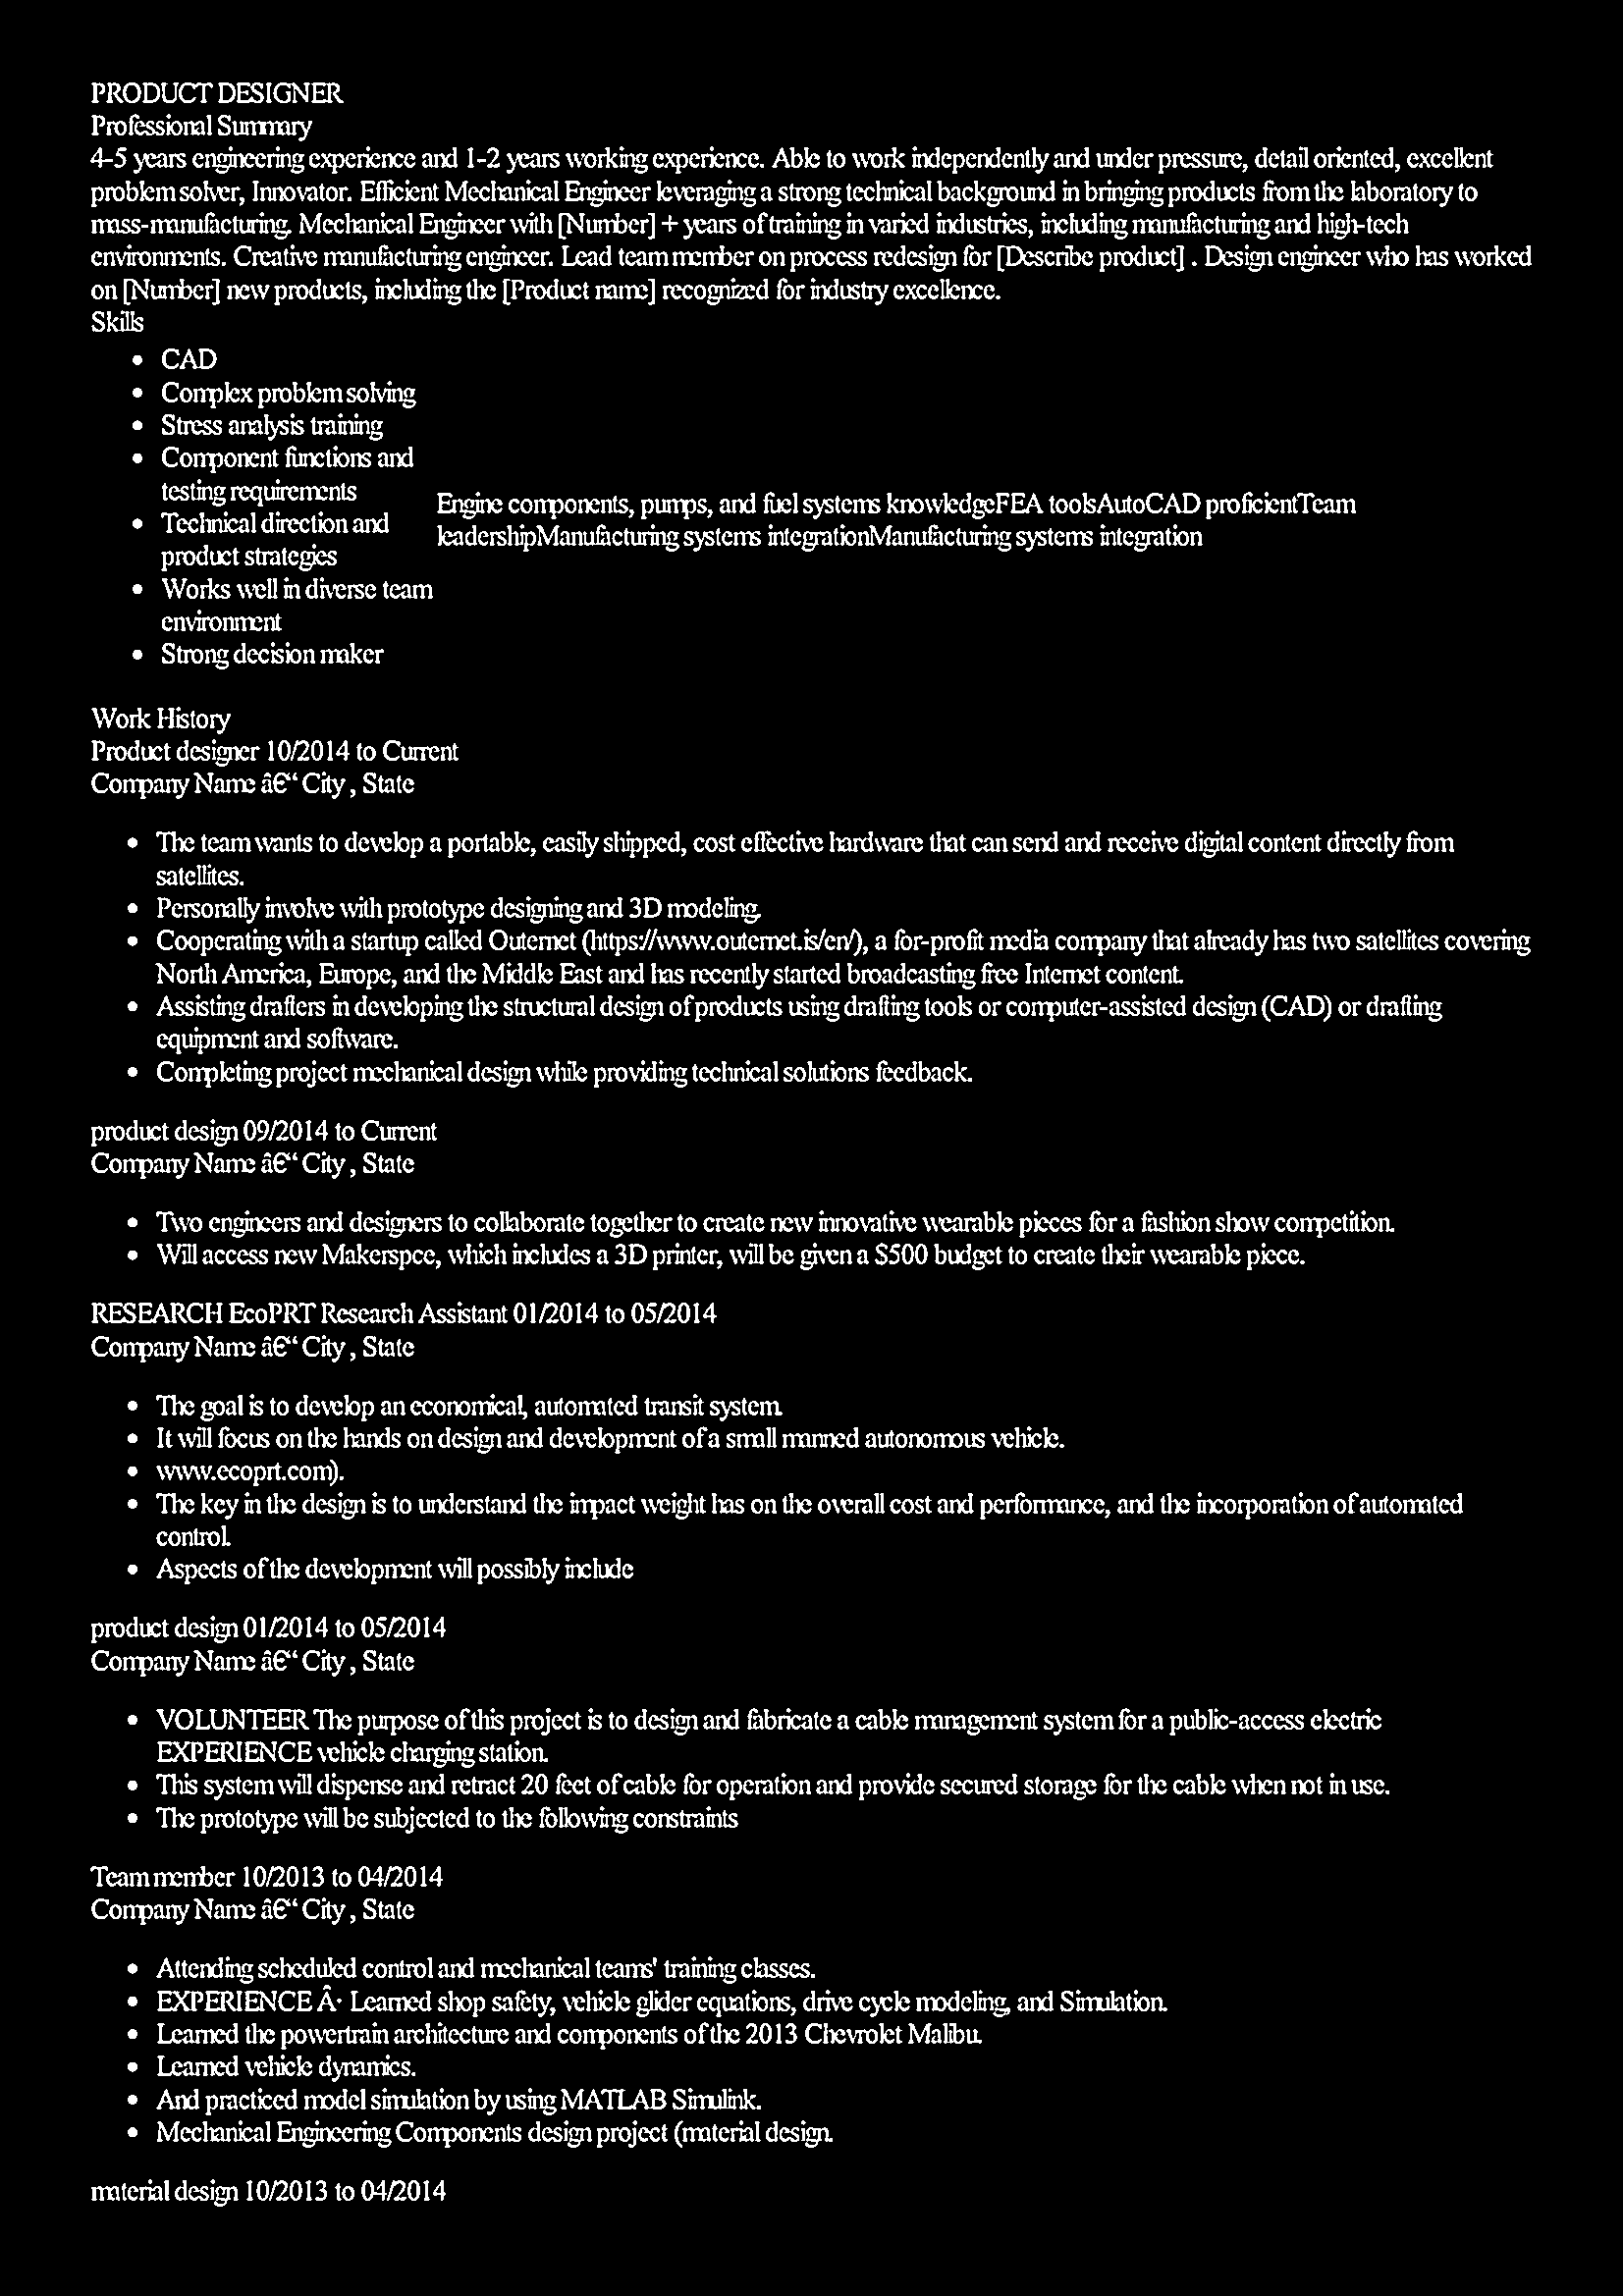 PRODUCT DESIGNER
Professional Summary
4-5 years engineering experience and 1-2 years working experience. Able to work independently and under pressure, detail oriented, excellent
problem solver, Innovator. Efficient Mechanical Engineer leveraging a strong technical background in bringing products from the laboratory to
mass-manufacturing. Mechanical Engineer with [Number] + years of training in varied industries, including manufacturing and high-tech
environments. Creative manufacturing engineer. Lead team member on process redesign for [Describe product] . Design engineer who has worked
on [Number] new products, including the [Product name] recognized for industry excellence.
Skills
• CAD
• Complex problem solving
• Stress analysis training
• Component functions and
testing requirements
• Technical direction and
product strategies
• Works well in diverse team
environment
• Strong decision maker
Engine components, pumps, and fuel systems knowledgeFEA toolsAutoCAD proficientTeam
leadershipManufacturing systems integrationManufacturing systems integration
Work History
Product designer 10/2014 to Current
Company Name â€“ City , State
• The team wants to develop a portable, easily shipped, cost effective hardware that can send and receive digital content directly from
satellites.
• Personally involve with prototype designing and 3D modeling.
• Cooperating with a startup called Outernet (https://www.outernet.is/en/), a for-profit media company that already has two satellites covering
North America, Europe, and the Middle East and has recently started broadcasting free Internet content.
• Assisting drafters in developing the structural design of products using drafting tools or computer-assisted design (CAD) or drafting
equipment and software.
• Completing project mechanical design while providing technical solutions feedback.
product design 09/2014 to Current
Company Name â€“ City , State
• Two engineers and designers to collaborate together to create new innovative wearable pieces for a fashion show competition.
• Will access new Makerspce, which includes a 3D printer, will be given a $500 budget to create their wearable piece.
RESEARCH EcoPRT Research Assistant 01/2014 to 05/2014
Company Name â€“ City , State
• The goal is to develop an economical, automated transit system.
• It will focus on the hands on design and development of a small manned autonomous vehicle.
• www.ecoprt.com).
• The key in the design is to understand the impact weight has on the overall cost and performance, and the incorporation of automated
control.
• Aspects of the development will possibly include
product design 01/2014 to 05/2014
Company Name â€“ City , State
• VOLUNTEER The purpose of this project is to design and fabricate a cable management system for a public-access electric
EXPERIENCE vehicle charging station.
• This system will dispense and retract 20 feet of cable for operation and provide secured storage for the cable when not in use.
• The prototype will be subjected to the following constraints
Team member 10/2013 to 04/2014
Company Name â€“ City , State
• Attending scheduled control and mechanical teams' training classes.
• EXPERIENCE Â· Learned shop safety, vehicle glider equations, drive cycle modeling, and Simulation.
• Learned the powertrain architecture and components of the 2013 Chevrolet Malibu.
• Learned vehicle dynamics.
• And practiced model simulation by using MATLAB Simulink.
• Mechanical Engineering Components design project (material design.
material design 10/2013 to 04/2014